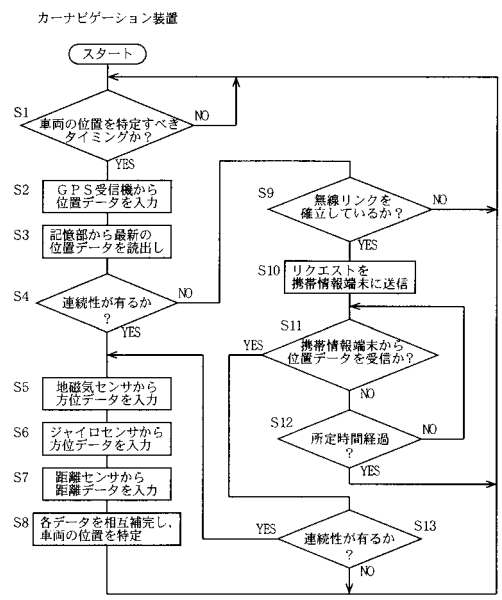 カーナビゲーション装置
スタート
S1
車両の位置を特定すべき
タイミングか？
NO
YES
S2
ＧＰＳ受信機から
位置データを入力
S3
記憶部から最新の
位置データを読出し
S4
連続性が有るか
？
NO
YES
S5
地磁気センサから
方位データを入力
S6
ジャイロセンサから
方位データを入力
S7
距離センサから
距離データを入力
S8
各データを相互補完し、
車両の位置を特定
S9
無線リンクを
確立しているか？
NO
YES
S10
リクエストを
携帯情報端末に送信
S11
携帯情報端末から
位置データを受信か？
YES
NO
S12
所定時間経過
？
NO
YES
S13
連続性が有るか
？
YES
NO